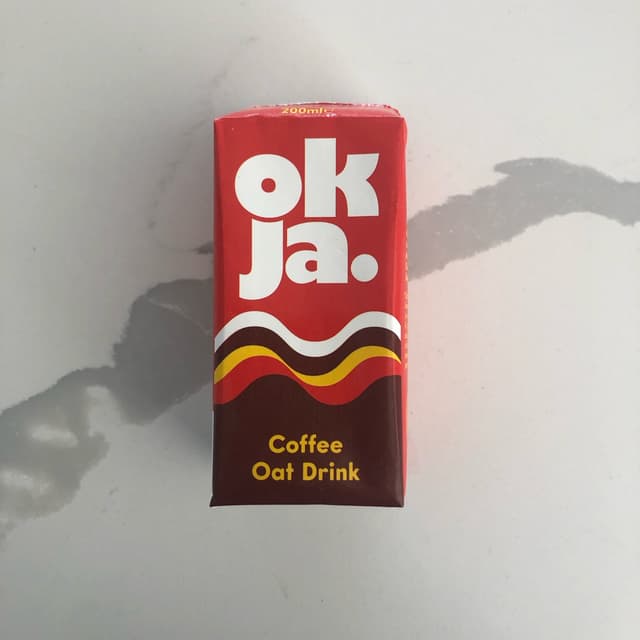 200ml
ok
ja.
Coffee
Oat Drink